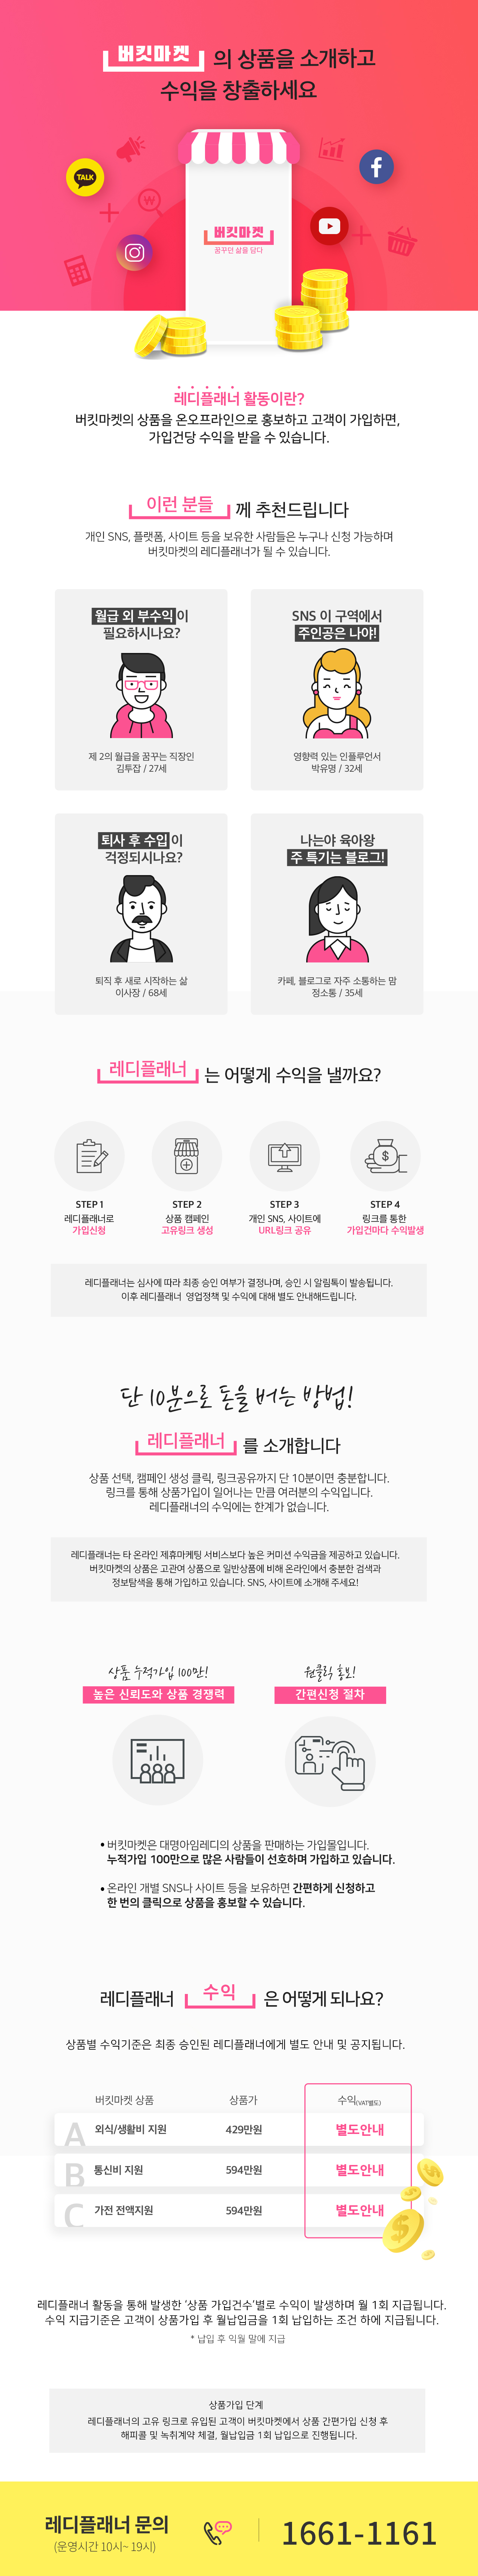 버킷마켓 의 상품을 소개하고
수익을 창출하세요
TALK
버킷마켓
꿈꾸던 삶을 담다
레디플래너 활동이란?
버킷마켓의 상품을 온오프라인으로 홍보하고 고객이 가입하면,
가입건당 수익을 받을 수 있습니다.
이런 분들 께 추천드립니다
개인 SNS, 플랫폼, 사이트 등을 보유한 사람들은 누구나 신청 가능하며
버킷마켓의 레디플래너가 될 수 있습니다.
월급 외 부수익이
필요하시나요?
제 2의 월급을 꿈꾸는 직장인
김투잡 / 27세
SNS 이 구역에서
주인공은 나야!
영향력 있는 인플루언서
박유명 / 32세
퇴사 후 수입이
걱정되시나요?
퇴직 후 새로 시작하는 삶
이사장 / 68세
나는야 육아왕
주 특기는 블로그!
카페, 블로그로 자주 소통하는 맘
정소통 / 35세
레디플래너 는 어떻게 수익을 낼까요?
STEP 1
레디플래너로
가입신청
STEP 2
상품 캠페인
고유링크 생성
STEP 3
개인 SNS, 사이트에
URL링크 공유
STEP 4
링크를 통한
가입건마다 수익발생
레디플래너는 심사에 따라 최종 승인 여부가 결정나며, 승인 시 알림톡이 발송됩니다.
이후 레디플래너 영업정책 및 수익에 대해 별도 안내해드립니다.
단 10분으로 돈을 버는 방법!
레디플래너 를 소개합니다
상품 선택, 캠페인 생성 클릭, 링크공유까지 단 10분이면 충분합니다.
링크를 통해 상품가입이 일어나는 만큼 여러분의 수익입니다.
레디플래너의 수익에는 한계가 없습니다.
레디플래너는 타 온라인 제휴마케팅 서비스보다 높은 커미션 수익금을 제공하고 있습니다.
버킷마켓의 상품은 고관여 상품으로 일반상품에 비해 온라인에서 충분한 검색과
정보탐색을 통해 가입하고 있습니다. SNS, 사이트에 소개해 주세요!
상품 누적가입 100만!
높은 신뢰도와 상품 경쟁력
원클릭 홍보!
간편신청 절차
• 버킷마켓은 대명아임레디의 상품을 판매하는 가입몰입니다.
누적가입 100만으로 많은 사람들이 선호하며 가입하고 있습니다.
• 온라인 개별 SNS나 사이트 등을 보유하면 간편하게 신청하고
한 번의 클릭으로 상품을 홍보할 수 있습니다.
레디플래너 수익 은 어떻게 되나요?
상품별 수익기준은 최종 승인된 레디플래너에게 별도 안내 및 공지됩니다.
버킷마켓 상품 상품가 수익(VAT별도)
A 외식/생활비 지원 429만원 별도안내
B 통신비 지원 594만원 별도안내
C 가전 전액지원 594만원 별도안내
레디플래너 활동을 통해 발생한 '상품 가입건수'별로 수익이 발생하며 월 1회 지급됩니다.
수익 지급기준은 고객이 상품가입 후 월납입금을 1회 납입하는 조건 하에 지급됩니다.
* 납입 후 익월 말에 지급
상품가입 단계
레디플래너의 고유 링크로 유입된 고객이 버킷마켓에서 상품 간편가입 신청 후
해피콜 및 녹취계약 체결, 월납입금 1회 납입으로 진행됩니다.
레디플래너 문의
(운영시간 10시~ 19시)
1661-1161